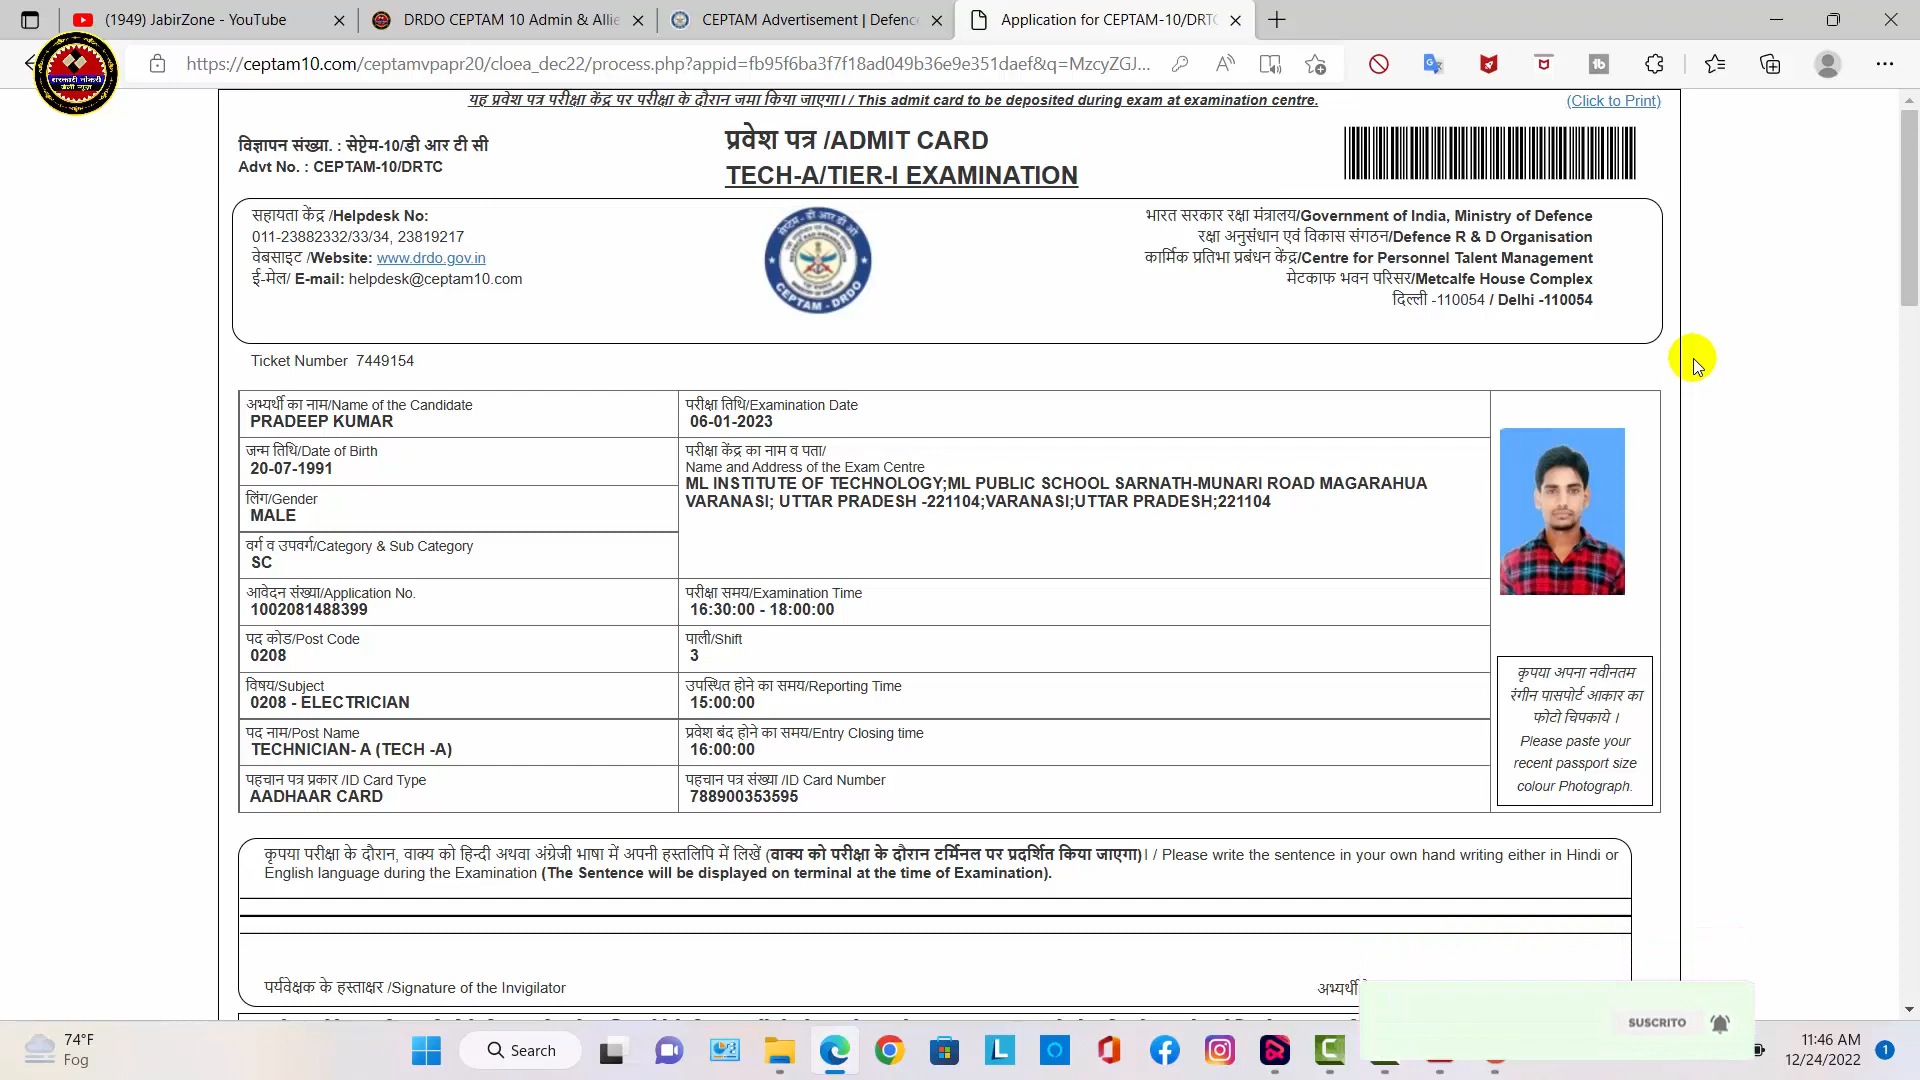 (1949) JabirZone - YouTube
DRDO CEPTAM 10 Admin & Allie
CEPTAM Advertisement | Defenc
Application for CEPTAM-10/DRTC
https://ceptam10.com/ceptamvpapr20/cloea_dec22/process.php?appid=fb95f6ba3f7f18ad049b36e9e351daef&q=MzcyZGJ...
सरकारी नौकरी
यह प्रवेश पत्र परीक्षा केंद्र पर परीक्षा के दौरान जमा किया जाएगा। / This admit card to be deposited during exam at examination centre.
(Click to Print)
विज्ञापन संख्या. : सेप्टेम-10/डी आर टी सी
Advt No. : CEPTAM-10/DRTC
प्रवेश पत्र /ADMIT CARD
TECH-A/TIER-I EXAMINATION
सहायता केंद्र /Helpdesk No:
011-23882332/33/34, 23819217
वेबसाइट /Website: www.drdo.gov.in
ई-मेल/ E-mail: helpdesk@ceptam10.com
CEPTAM - DRDO
भारत सरकार रक्षा मंत्रालय/Government of India, Ministry of Defence
रक्षा अनुसंधान एवं विकास संगठन/Defence R & D Organisation
कार्मिक प्रतिभा प्रबंधन केंद्र/Centre for Personnel Talent Management
मेटकाफ भवन परिसर/Metcalfe House Complex
दिल्ली -110054 / Delhi -110054
Ticket Number 7449154
अभ्यर्थी का नाम/Name of the Candidate
PRADEEP KUMAR
परीक्षा तिथि/Examination Date
06-01-2023
जन्म तिथि/Date of Birth
20-07-1991
परीक्षा केंद्र का नाम व पता/
Name and Address of the Exam Centre
ML INSTITUTE OF TECHNOLOGY;ML PUBLIC SCHOOL SARNATH-MUNARI ROAD MAGARAHUA
VARANASI; UTTAR PRADESH -221104;VARANASI;UTTAR PRADESH;221104
लिंग/Gender
MALE
वर्ग व उपवर्ग/Category & Sub Category
SC
आवेदन संख्या/Application No.
1002081488399
परीक्षा समय/Examination Time
16:30:00 - 18:00:00
पद कोड/Post Code
0208
पाली/Shift
3
विषय/Subject
0208 - ELECTRICIAN
उपस्थित होने का समय/Reporting Time
15:00:00
पद नाम/Post Name
TECHNICIAN- A (TECH -A)
प्रवेश बंद होने का समय/Entry Closing time
16:00:00
पहचान पत्र प्रकार /ID Card Type
AADHAAR CARD
पहचान पत्र संख्या /ID Card Number
788900353595
कृपया अपना नवीनतम
रंगीन पासपोर्ट आकार का
फोटो चिपकाये ।
Please paste your
recent passport size
colour Photograph.
कृपया परीक्षा के दौरान, वाक्य को हिन्दी अथवा अंग्रेजी भाषा में अपनी हस्तलिपि में लिखें (वाक्य को परीक्षा के दौरान टर्मिनल पर प्रदर्शित किया जाएगा)। / Please write the sentence in your own hand writing either in Hindi or
English language during the Examination (The Sentence will be displayed on terminal at the time of Examination).
पर्यवेक्षक के हस्ताक्षर /Signature of the Invigilator
अभ्यर्थी
SUSCRITO
74°F
Fog
Search
11:46 AM
12/24/2022
1